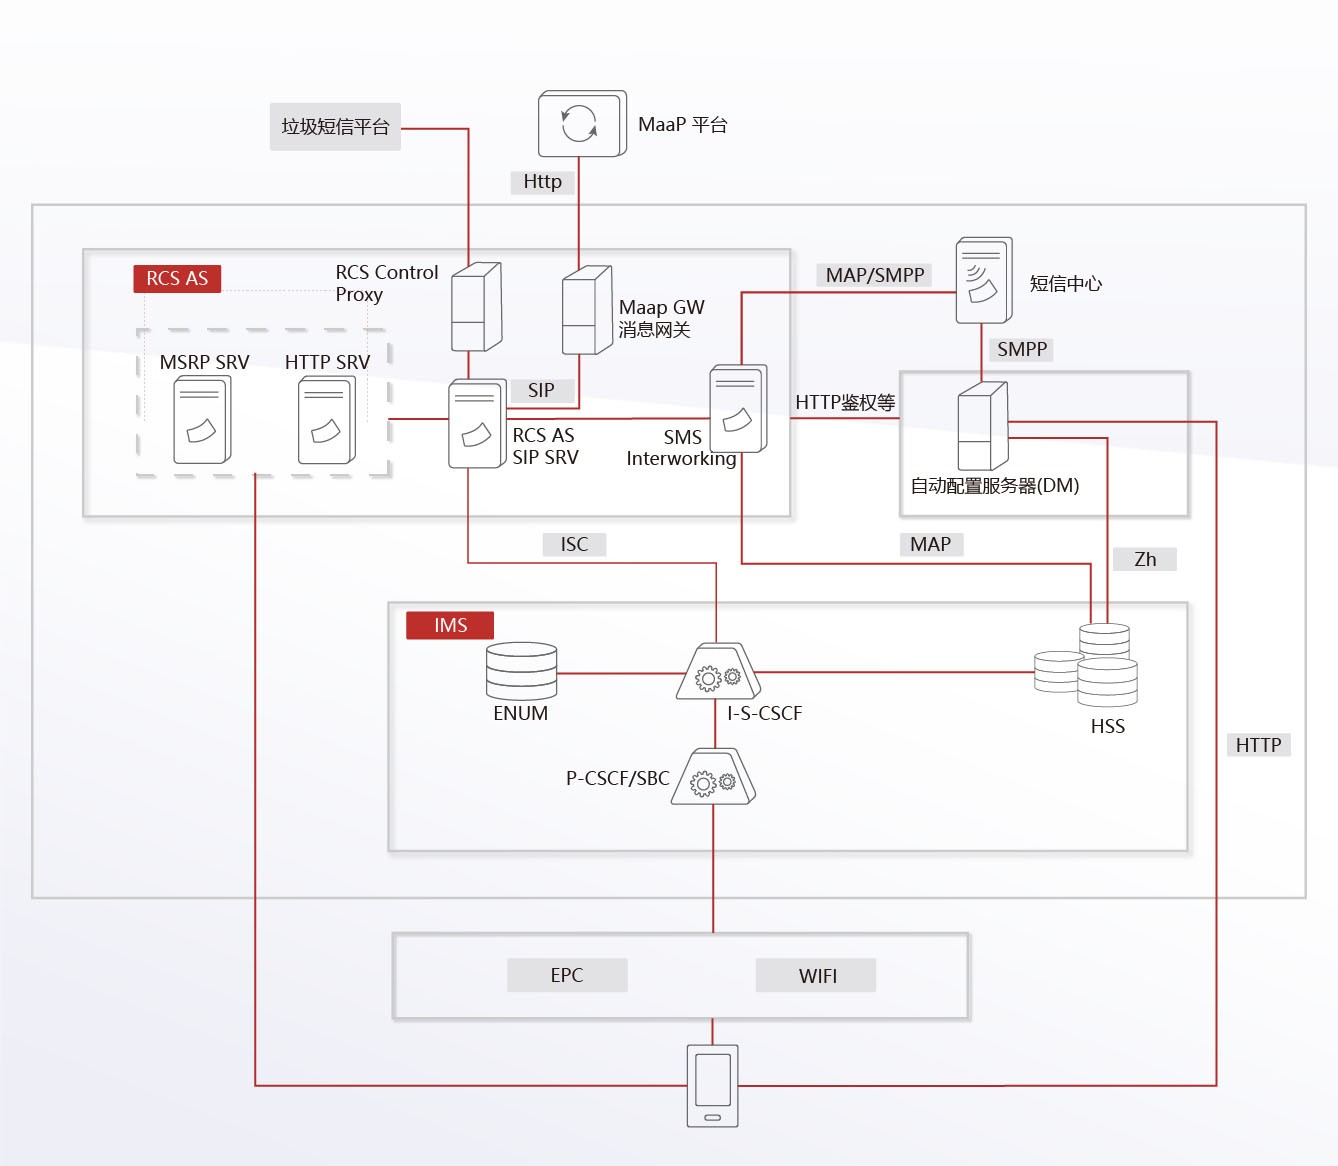 垃圾短信平台
MaaP 平台
Http
RCS AS
RCS Control
Proxy
MAP/SMPP
短信中心
Maap GW
消息网关
SMPP
MSRP SRV
HTTP SRV
SIP
HTTP鉴权等
RCS AS
SIP SRV
SMS
Interworking
自动配置服务器(DM)
ISC
MAP
Zh
IMS
ENUM
I-S-CSCF
HSS
HTTP
P-CSCF/SBC
EPC
WIFI